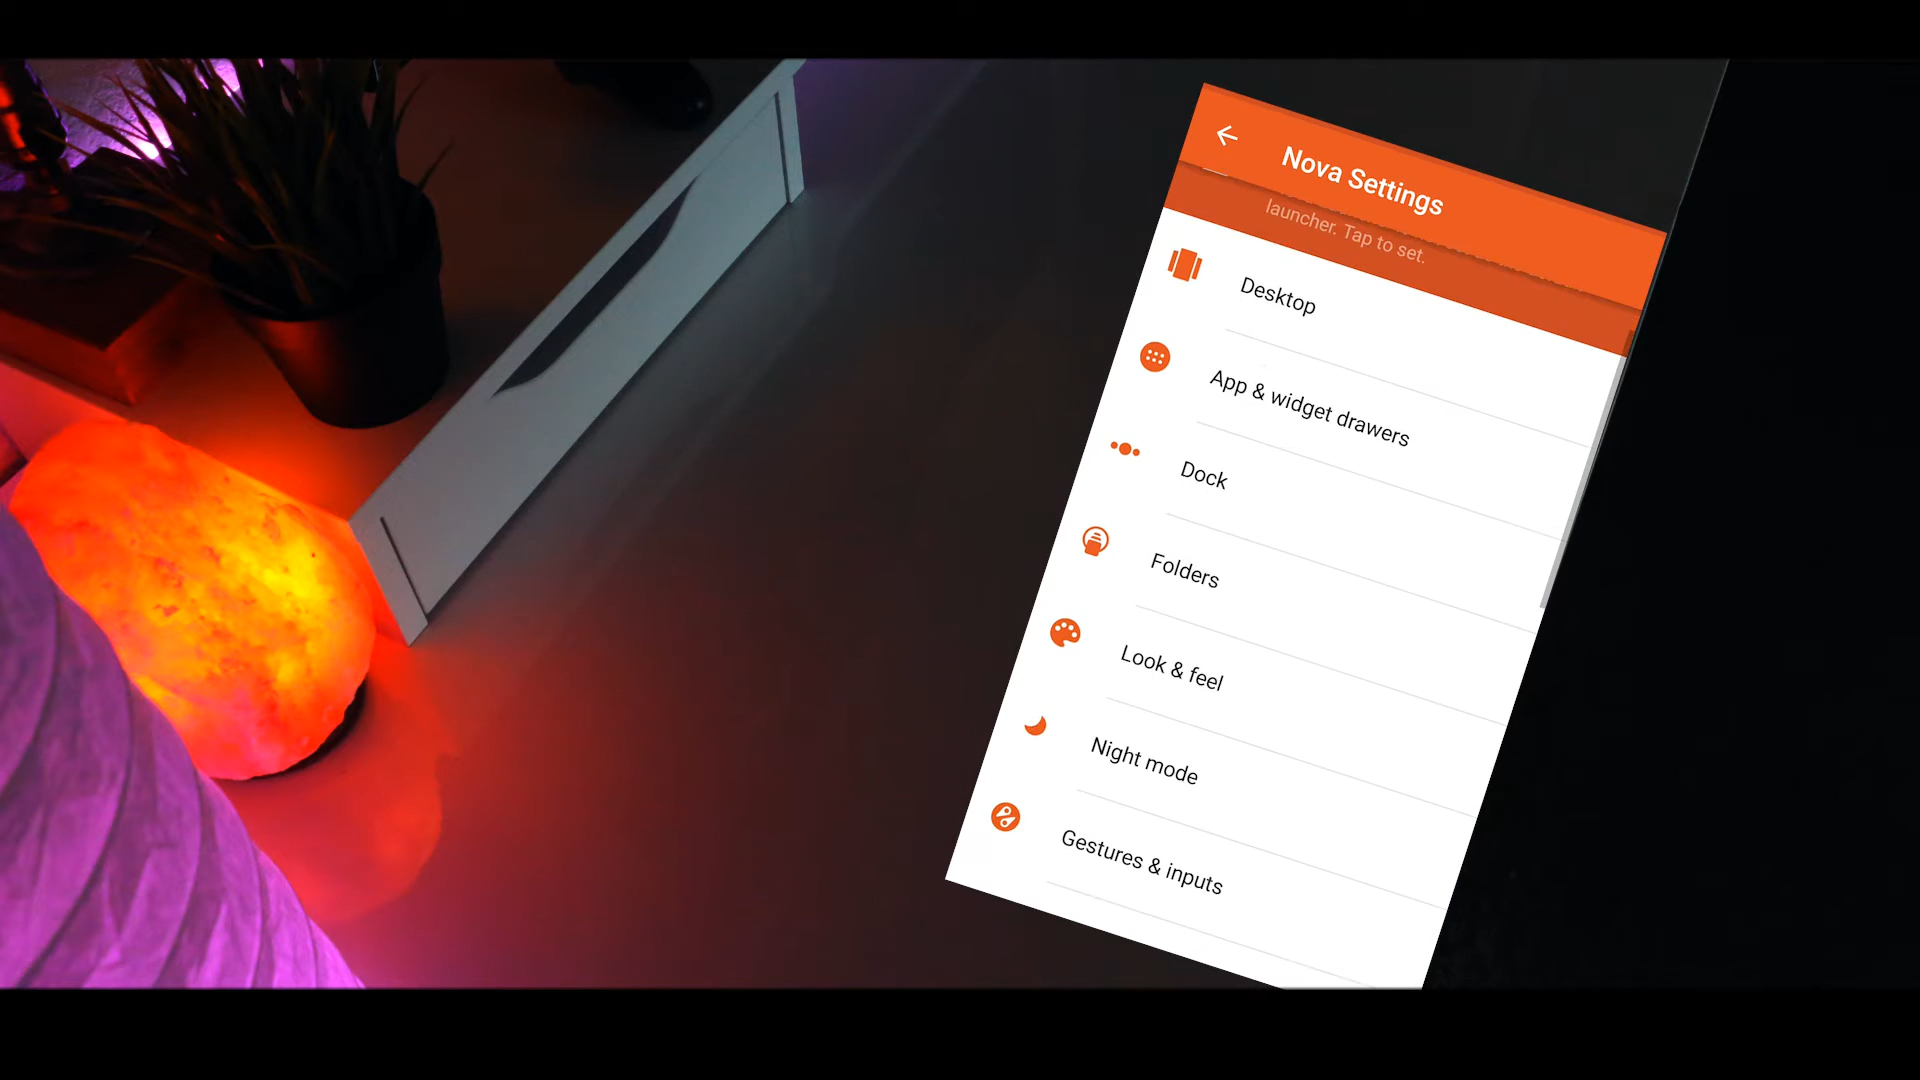 Nova Settings
launcher. Tap to set.
Desktop
App & widget drawers
Dock
Folders
Look & feel
Night mode
Gestures & inputs